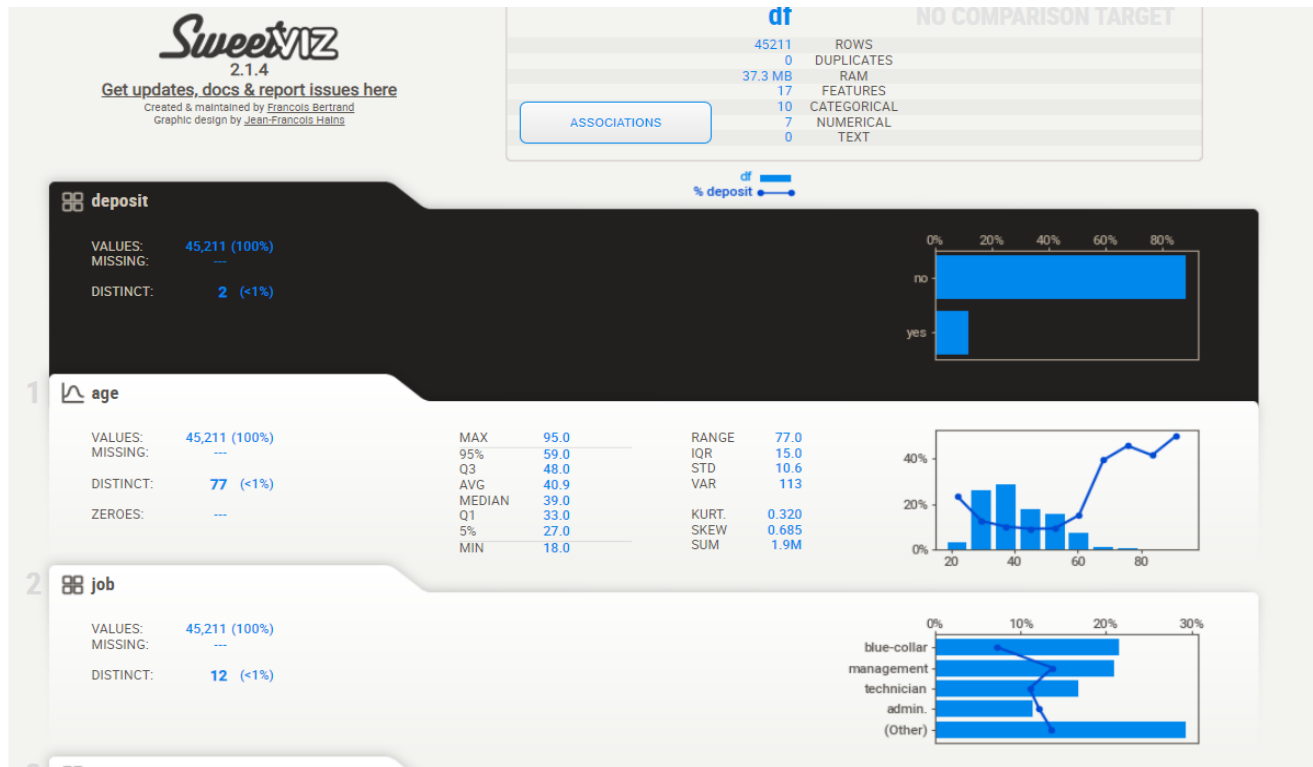 df
NO COMPARISON TARGET
SweetVIZ
2.1.4
Get updates, docs & report issues here
Created & maintained by Francois Bertrand
Graphic design by Jean-Francois Hains
45211 ROWS
0 DUPLICATES
37.3 MB RAM
17 FEATURES
10 CATEGORICAL
7 NUMERICAL
0 TEXT
ASSOCIATIONS
df
% deposit
deposit
VALUES: 45,211 (100%)
MISSING: ---
DISTINCT: 2 (<1%)
0% 20% 40% 60% 80%
no
yes
1
age
VALUES: 45,211 (100%)
MISSING: ---
DISTINCT: 77 (<1%)
ZEROES: ---
MAX 95.0
95% 59.0
Q3 48.0
AVG 40.9
MEDIAN 39.0
Q1 33.0
5% 27.0
MIN 18.0
RANGE 77.0
IQR 15.0
STD 10.6
VAR 113
KURT. 0.320
SKEW 0.685
SUM 1.9M
40%
20%
0%
20 40 60 80
2
job
VALUES: 45,211 (100%)
MISSING: ---
DISTINCT: 12 (<1%)
0% 10% 20% 30%
blue-collar
management
technician
admin.
(Other)